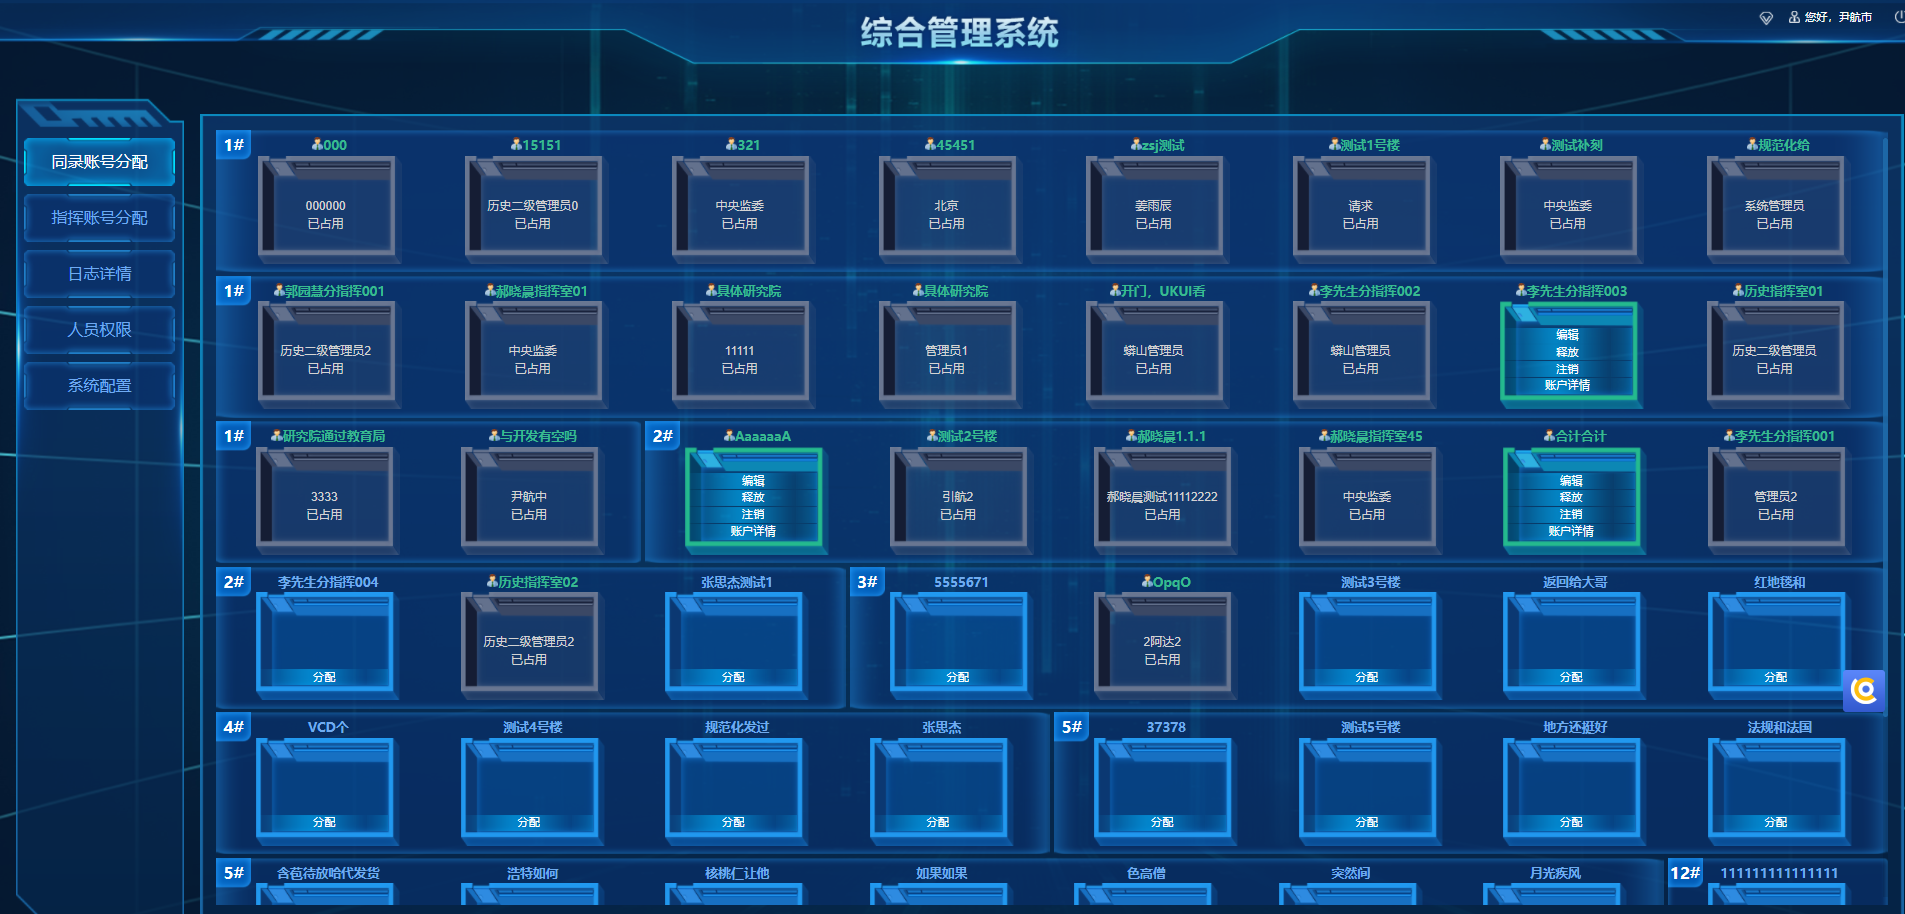 综合管理系统
您好，尹航市
同录账号分配
指挥账号分配
日志详情
人员权限
系统配置
1#
000
15151
321
45451
zsj测试
测试1号楼
测试补刻
规范化给
000000
已占用
历史二级管理员0
已占用
中央监委
已占用
北京
已占用
姜雨辰
已占用
请求
已占用
中央监委
已占用
系统管理员
已占用
1#
郭园慧分指挥001
郝晓晨指挥室01
具体研究院
具体研究院
开门，UKUI看
李先生分指挥002
李先生分指挥003
历史指挥室01
历史二级管理员2
已占用
中央监委
已占用
11111
已占用
管理员1
已占用
蟒山管理员
已占用
蟒山管理员
已占用
编辑
释放
注销
账户详情
历史二级管理员
已占用
1#
研究院通过教育局
与开发有空吗
2#
AaaaaaA
测试2号楼
郝晓晨1.1.1
郝晓晨指挥室45
合计合计
李先生分指挥001
3333
已占用
尹航中
已占用
编辑
释放
注销
账户详情
引航2
已占用
郝晓晨测试11112222
已占用
中央监委
已占用
编辑
释放
注销
账户详情
管理员2
已占用
2#
李先生分指挥004
历史指挥室02
张思杰测试1
3#
5555671
OpqO
测试3号楼
返回给大哥
红地毯和
分配
历史二级管理员2
已占用
分配
分配
2阿达2
已占用
分配
分配
分配
4#
VCD个
测试4号楼
规范化发过
张思杰
5#
37378
测试5号楼
地方还挺好
法规和法国
分配
分配
分配
分配
分配
分配
分配
分配
5#
含苞待放哈代发货
浩特如何
核桃仁让他
如果如果
色高僧
突然间
月光疾风
12#
111111111111111